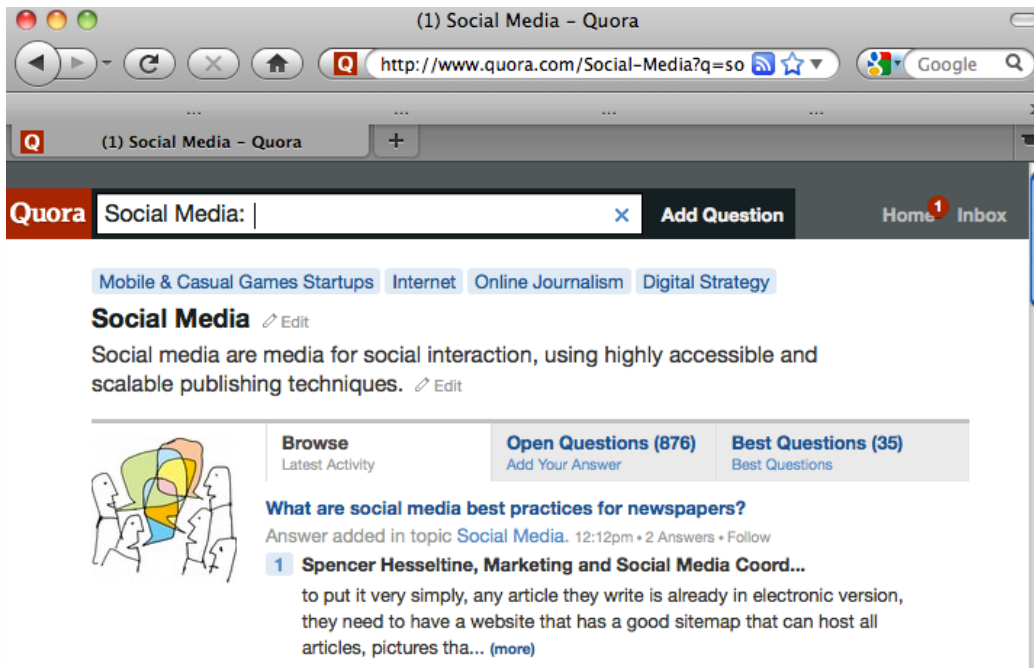 (1) Social Media – Quora
Q http://www.quora.com/Social-Media?q=so Google
... ... ... ...
Q (1) Social Media – Quora +
Quora Social Media: × Add Question Home 1 Inbox
Mobile & Casual Games Startups Internet Online Journalism Digital Strategy
Social Media Edit
Social media are media for social interaction, using highly accessible and
scalable publishing techniques. Edit
Browse Open Questions (876) Best Questions (35)
Latest Activity Add Your Answer Best Questions
What are social media best practices for newspapers?
Answer added in topic Social Media. 12:12pm • 2 Answers • Follow
1 Spencer Hesseltine, Marketing and Social Media Coord...
to put it very simply, any article they write is already in electronic version,
they need to have a website that has a good sitemap that can host all
articles, pictures tha... (more)